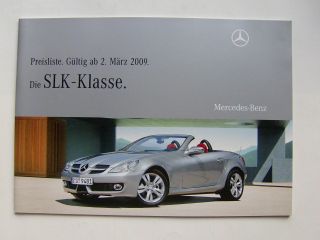 Preisliste. Gültig ab 2. März 2009.
Die SLK-Klasse.
Mercedes-Benz